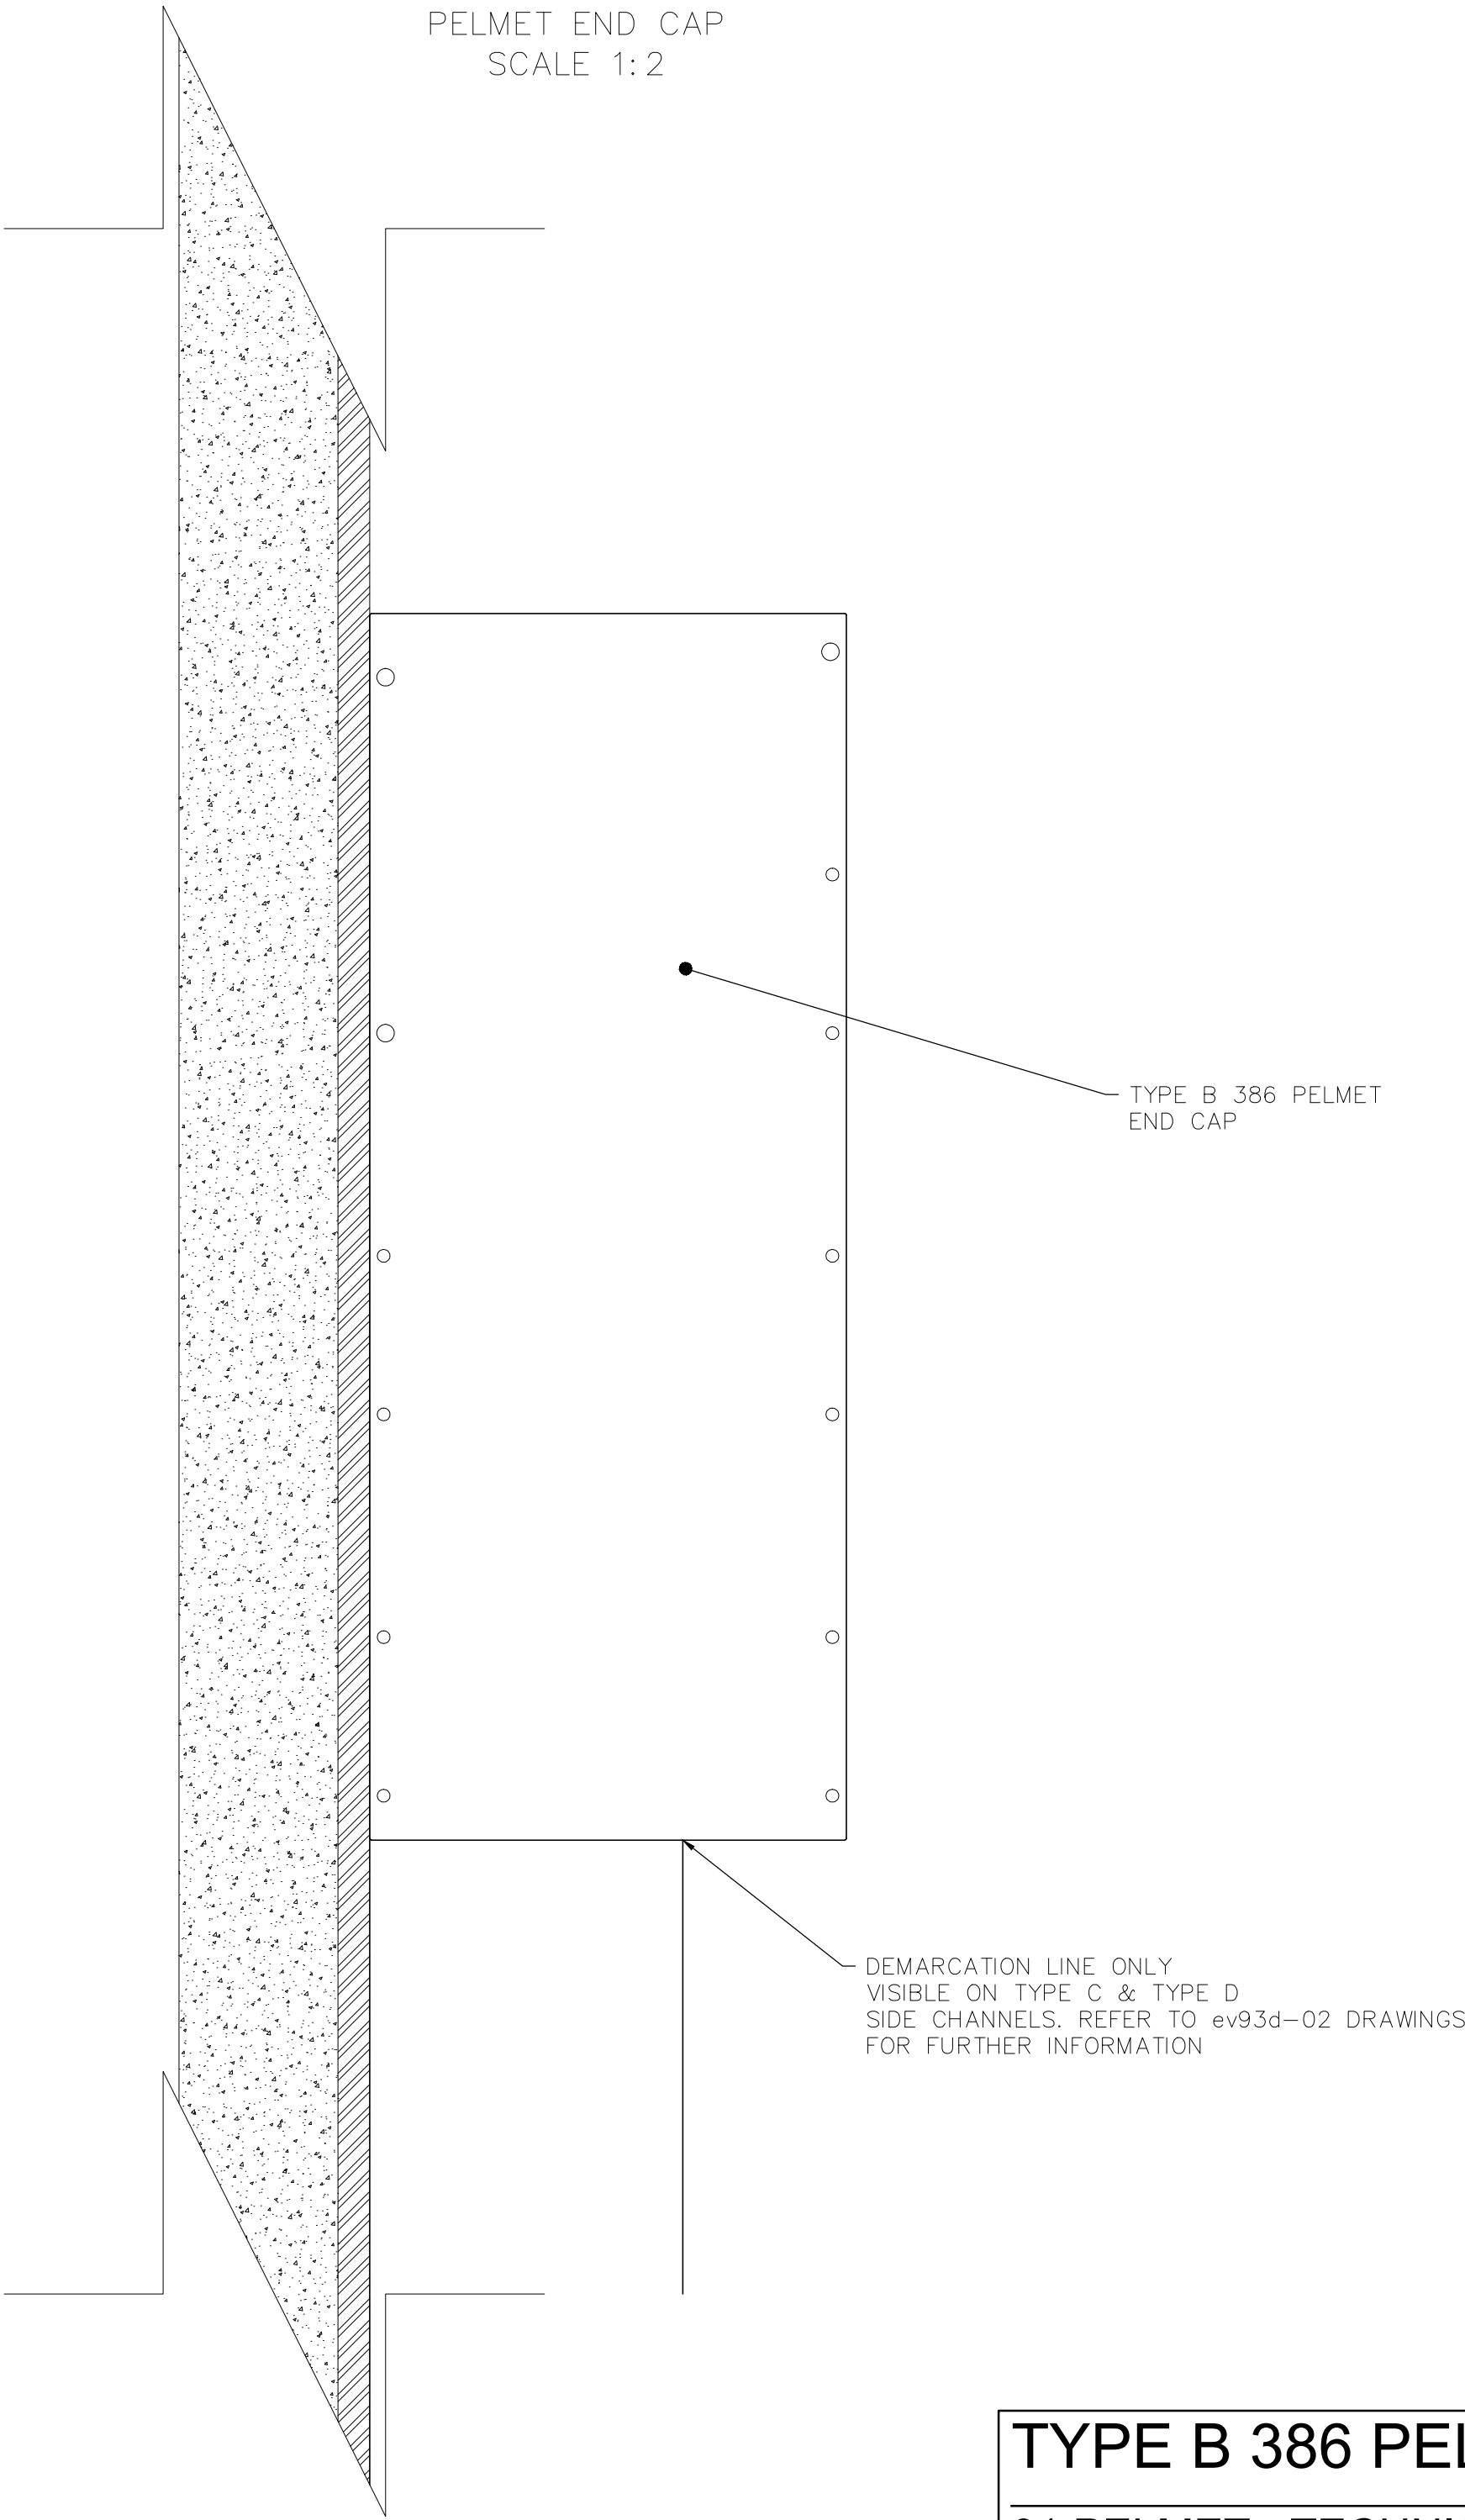 PELMET END CAP
SCALE 1:2
TYPE B 386 PELMET
END CAP
DEMARCATION LINE ONLY
VISIBLE ON TYPE C & TYPE D
SIDE CHANNELS. REFER TO ev93d-02 DRAWINGS
FOR FURTHER INFORMATION
TYPE B 386